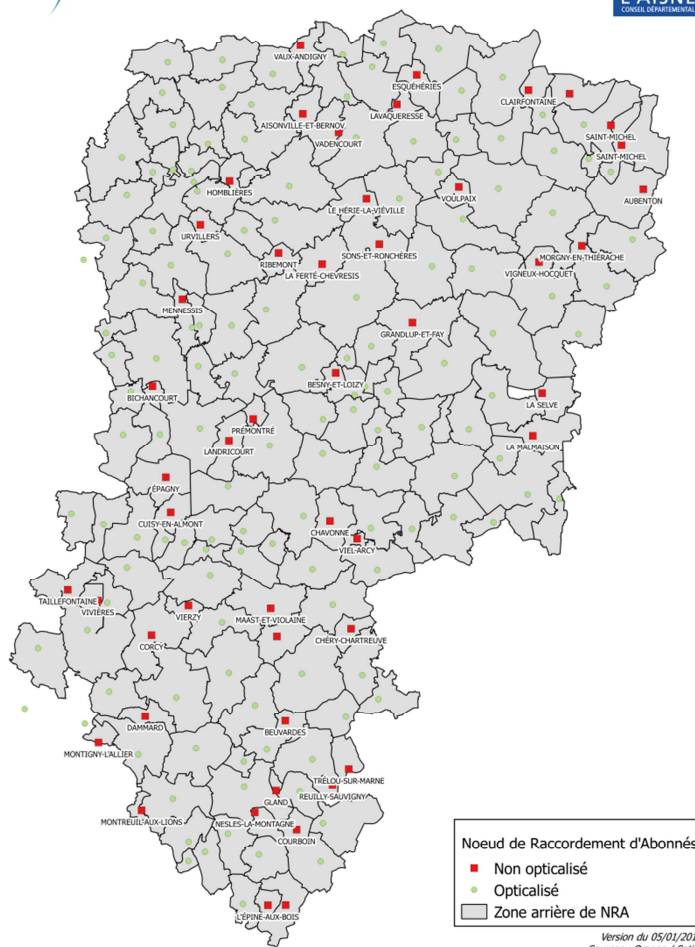 L'AISNE
CONSEIL DÉPARTEMENTAL
VAUX-ANDIGNY
ESQUÉHÉRIES
CLAIRFONTAINE
LAVAQUERESSE
AISONVILLE-ET-BERNOV
SAINT-MICHEL
VADENCOURT
SAINT-MICHEL
HOMBLIÈRES
VOULPAIX
AUBENTON
LE HÉRIE-LA-VIÉVILLE
URVILLERS
SONS-ET-RONCHÈRES
MORGNY-EN-THIÉRACHE
RIBEMONT
LA FERTÉ-CHEVRESIS
VIGNEUX-HOCQUET
MENNESSIS
GRANDLUP-ET-FAY
BESNY-ET-LOIZY
BICHANCOURT
LA SELVE
PRÉMONTRÉ
LA MALMAISON
LANDRICOURT
ÉPAGNY
CUISY-EN-ALMONT
CHAVONNE
VIEL-ARCY
TAILLEFONTAINE
VIVIÈRES
VIERZY
MAAST-ET-VIOLAINE
CHÉRY-CHARTREUVE
CORCY
DAMMARD
BEUVARDES
MONTIGNY-L'ALLIER
TRÉLOU-SUR-MARNE
REUILLY-SAUVIGNY
GLAND
MONTREUIL-AUX-LIONS
NESLES-LA-MONTAGNE
COURBOIN
L'ÉPINE-AUX-BOIS
Noeud de Raccordement d'Abonnés
Non opticalisé
Opticalisé
Zone arrière de NRA
Version du 05/01/201